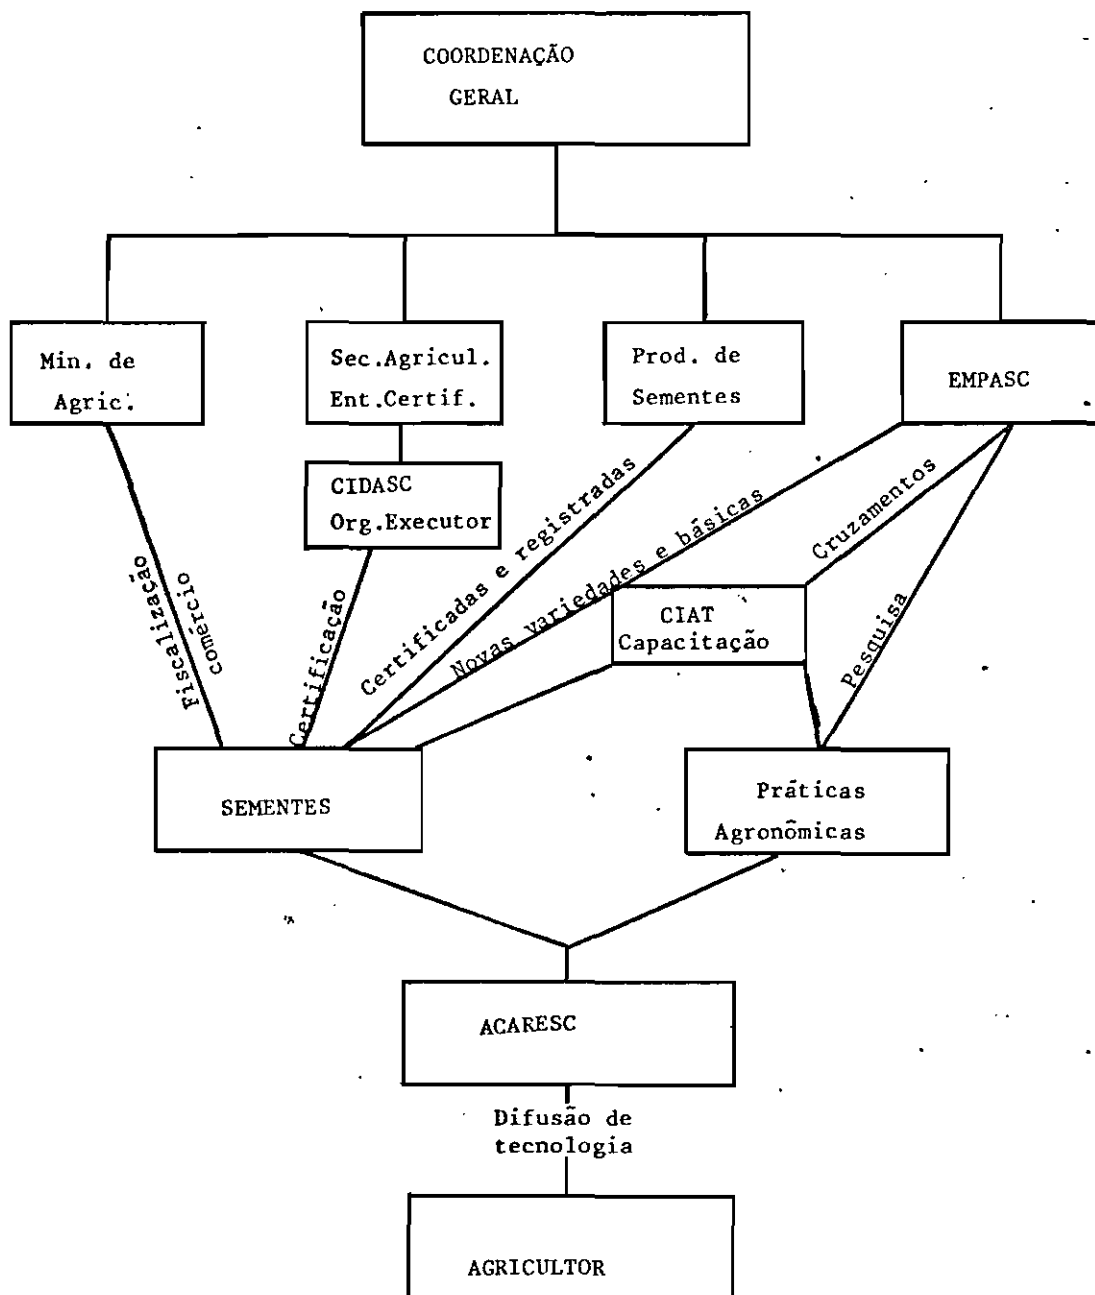 COORDENAÇÃO
GERAL
Min. de
Agric.
Sec.Agricul.
Ent.Certif.
Prod. de
Sementes
EMPASC
CIDASC
Org.Executor
Fiscalização
comércio
Certificação
Certificadas e registradas
Novas variedades e básicas
Cruzamentos
Pesquisa
CIAT
Capacitação
SEMENTES
Práticas
Agronômicas
ACARESC
Difusão de
tecnologia
AGRICULTOR